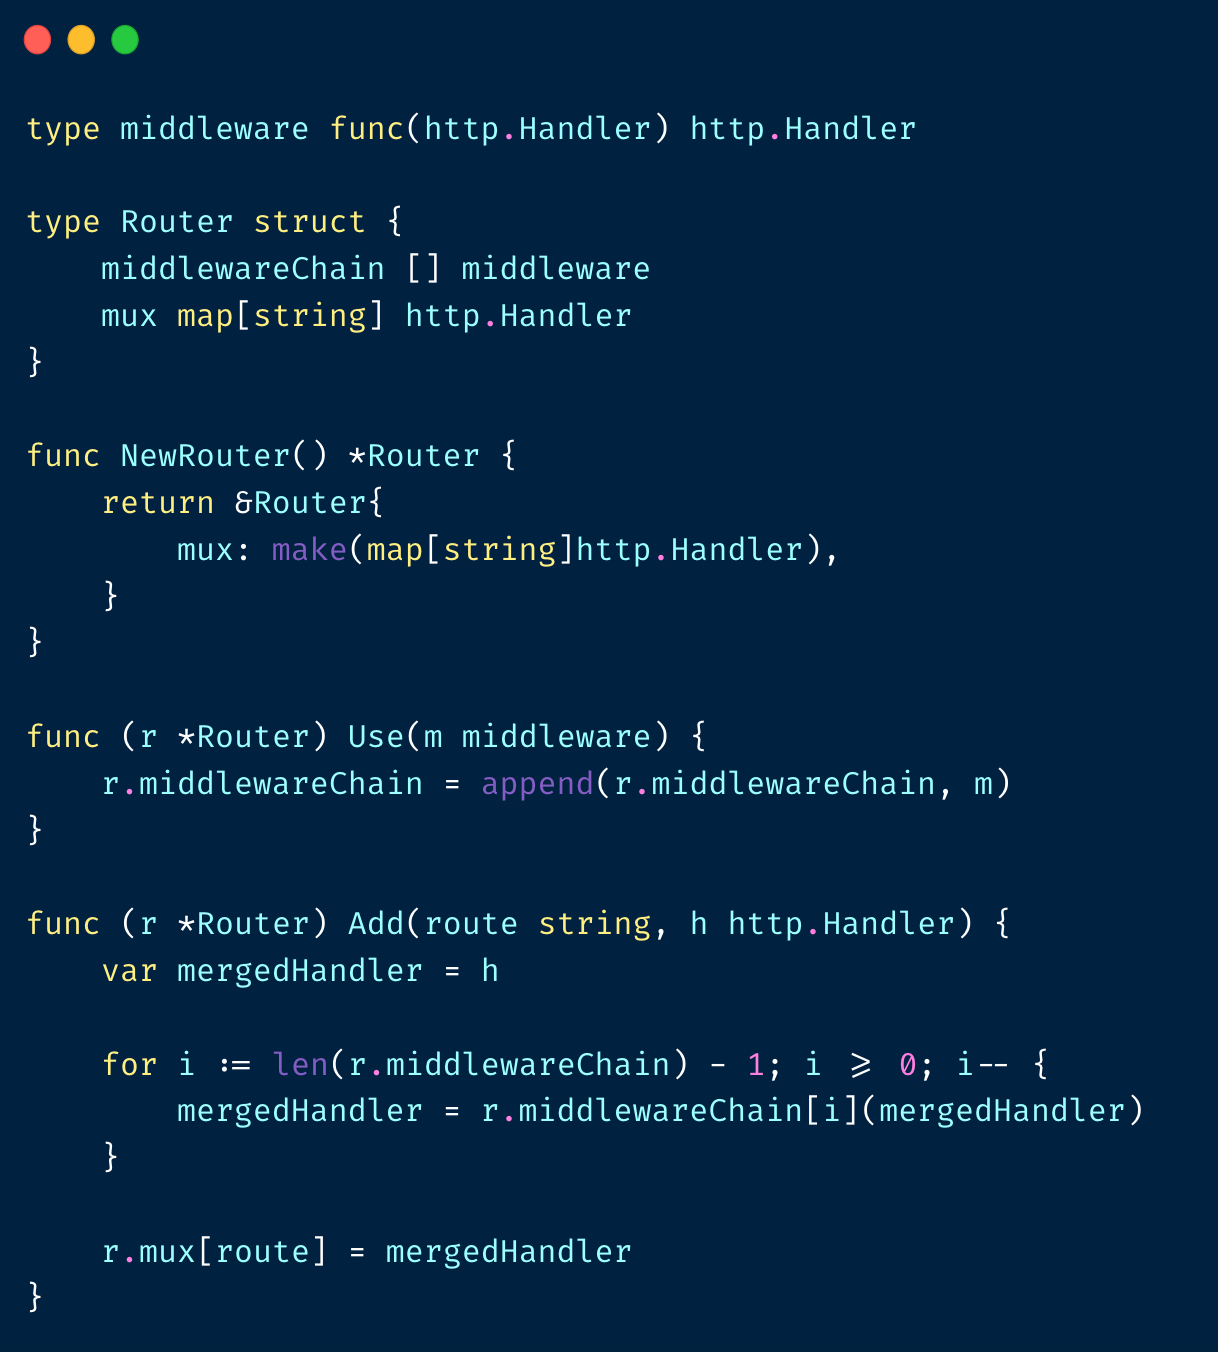 type middleware func(http.Handler) http.Handler

type Router struct {
    middlewareChain [] middleware
    mux map[string] http.Handler
}

func NewRouter() *Router {
    return &Router{
        mux: make(map[string]http.Handler),
    }
}

func (r *Router) Use(m middleware) {
    r.middlewareChain = append(r.middlewareChain, m)
}

func (r *Router) Add(route string, h http.Handler) {
    var mergedHandler = h

    for i := len(r.middlewareChain) - 1; i >= 0; i-- {
        mergedHandler = r.middlewareChain[i](mergedHandler)
    }

    r.mux[route] = mergedHandler
}